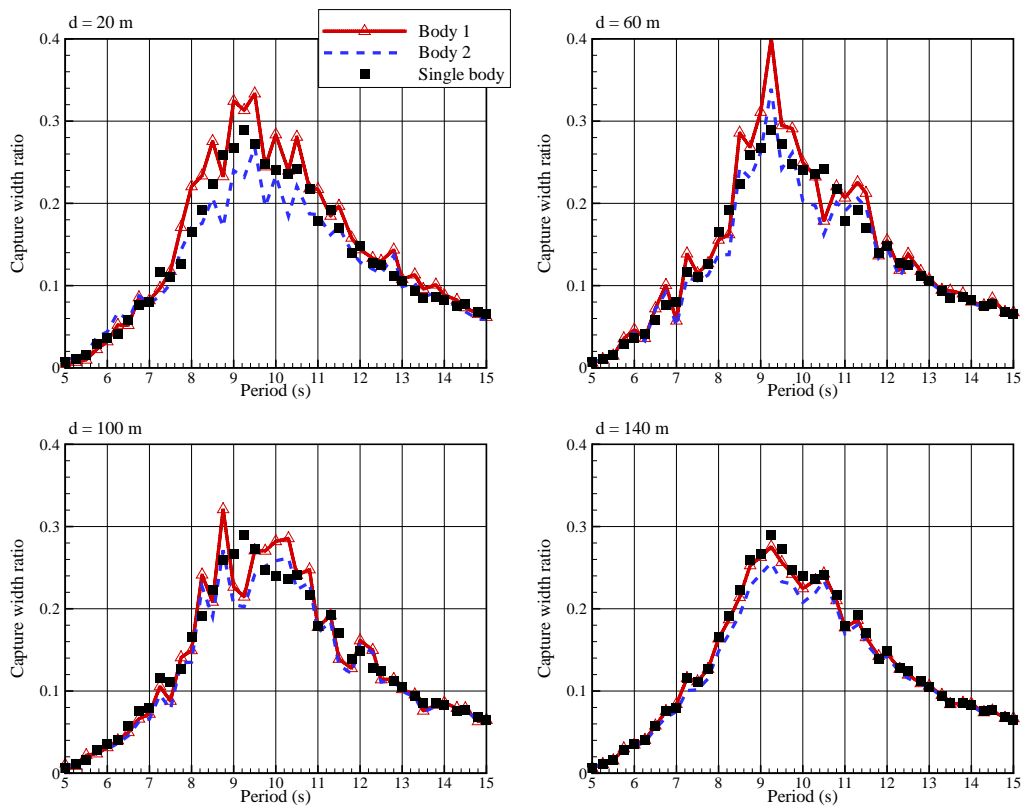 d = 20 m
Body 1
Body 2
Single body
Capture width ratio
0.4
0.3
0.2
0.1
0
5 6 7 8 9 10 11 12 13 14 15
Period (s)
d = 60 m
Capture width ratio
0.4
0.3
0.2
0.1
0
5 6 7 8 9 10 11 12 13 14 15
Period (s)
d = 100 m
Capture width ratio
0.4
0.3
0.2
0.1
0
5 6 7 8 9 10 11 12 13 14 15
Period (s)
d = 140 m
Capture width ratio
0.4
0.3
0.2
0.1
0
5 6 7 8 9 10 11 12 13 14 15
Period (s)